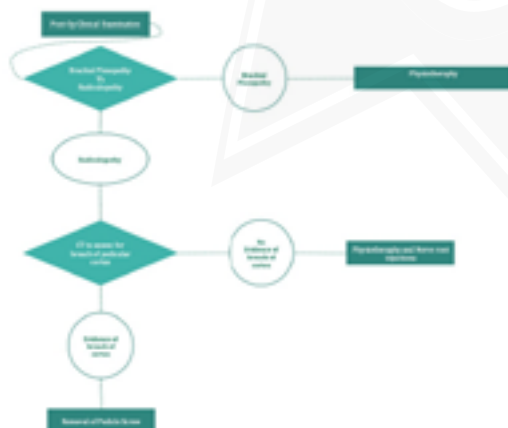 Post-Op Clinical Examination
Brachial Plexopathy
Vs
Radiculopathy
Brachial
Plexopathy
Physiotherapy
Radiculopathy
CT to assess for
breach of pedicular
cortex
No
Evidence of
breach of
cortex
Physiotherapy and Nerve root
injections
Evidence of
breach of
cortex
Removal of Pedicle Screw